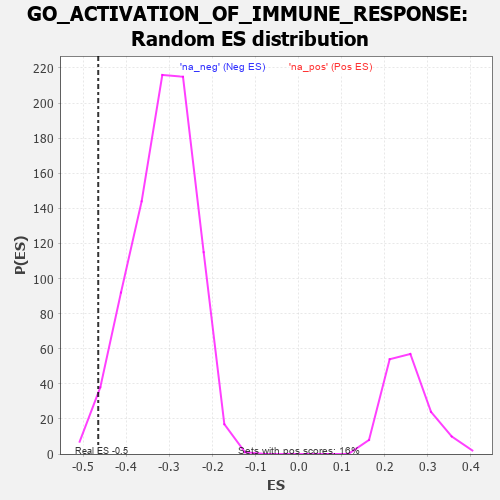 GO_ACTIVATION_OF_IMMUNE_RESPONSE:
Random ES distribution
'na_neg' (Neg ES) 'na_pos' (Pos ES)
220
200
180
160
140
120
100
80
60
40
20
0
P(ES)
Real ES -0.5 Sets with pos scores: 16%
-0.5 -0.4 -0.3 -0.2 -0.1 0.0 0.1 0.2 0.3 0.4
ES